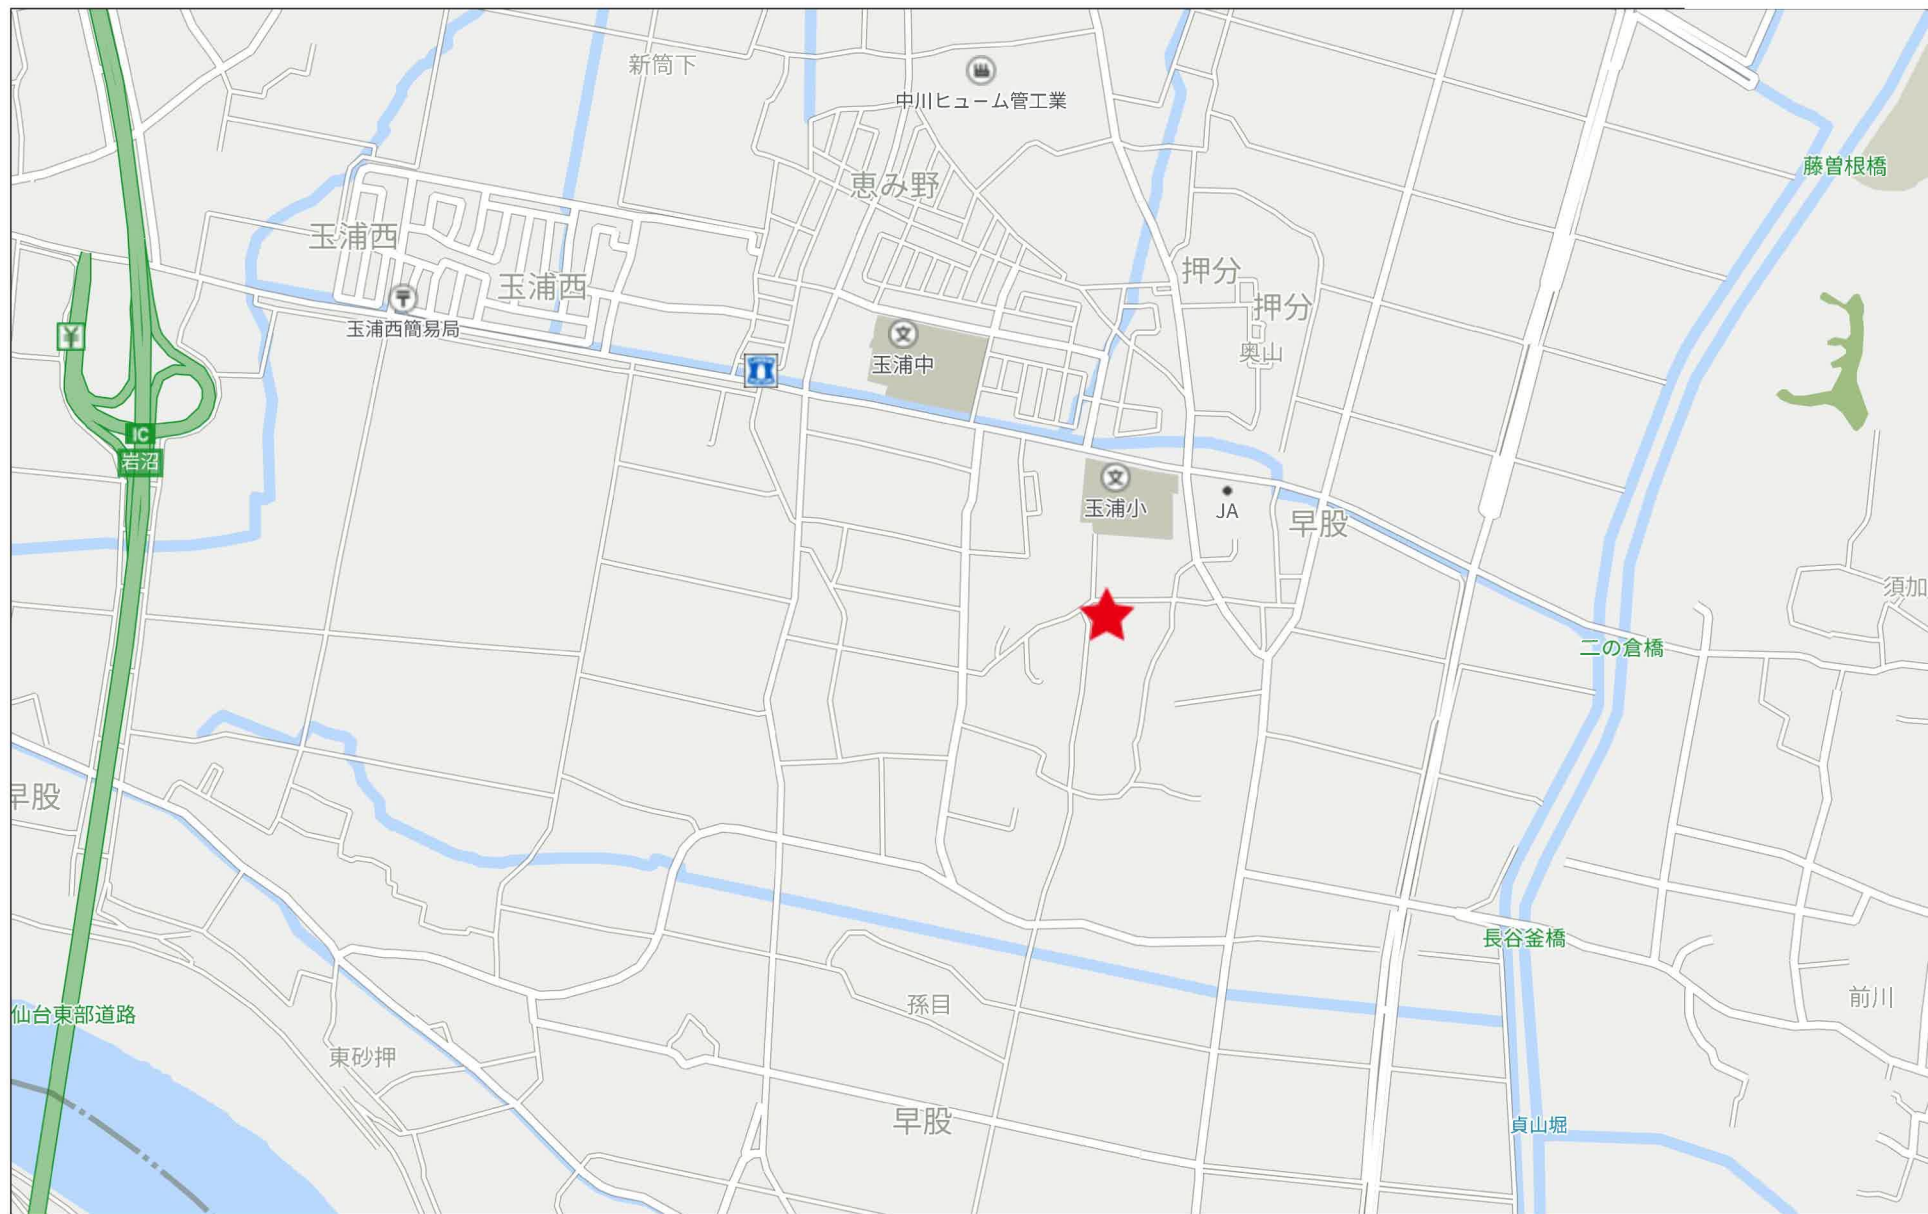 新筒下
中川ヒューム管工業
藤曽根橋
恵み野
玉浦西
玉浦西
押分
押分
玉浦西簡易局
¥
〒
文
玉浦中
奥山
IC
岩沼
文
玉浦小
JA
早股
須加
二の倉橋
早股
長谷釜橋
前川
仙台東部道路
孫目
東砂押
早股
貞山堀